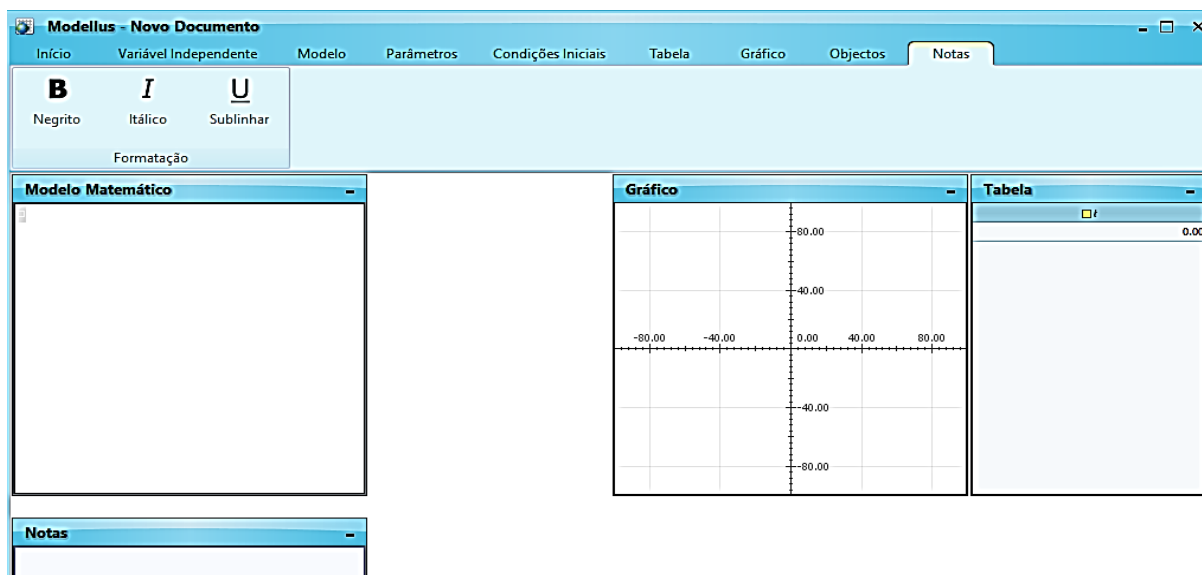 Modellus - Novo Documento
Início Variável Independente Modelo Parâmetros Condições Iniciais Tabela Gráfico Objectos Notas
B I U
Negrito Itálico Sublinhar
Formatação
Modelo Matemático
Gráfico
Tabela
t
0.00
80.00
40.00
-80.00 -40.00 0.00 40.00 80.00
-40.00
-80.00
Notas